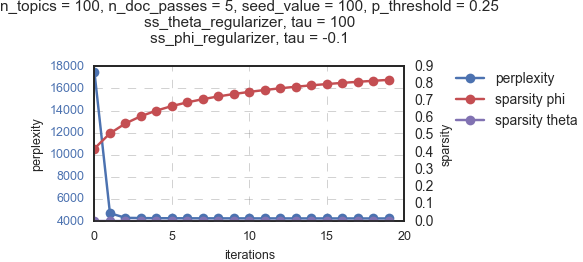 n_topics = 100, n_doc_passes = 5, seed_value = 100, p_threshold = 0.25
ss_theta_regularizer, tau = 100
ss_phi_regularizer, tau = -0.1
18000
16000
14000
12000
10000
8000
6000
4000
perplexity
0.9
0.8
0.7
0.6
0.5
0.4
0.3
0.2
0.1
0.0
sparsity
0 5 10 15 20
iterations
perplexity
sparsity phi
sparsity theta